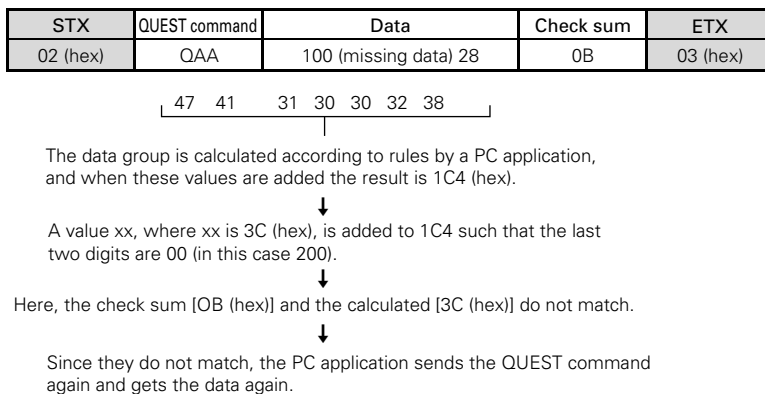 STX QUEST command Data Check sum ETX
02 (hex) QAA 100 (missing data) 28 0B 03 (hex)
47 41 31 30 30 32 38
The data group is calculated according to rules by a PC application,
and when these values are added the result is 1C4 (hex).
A value xx, where xx is 3C (hex), is added to 1C4 such that the last
two digits are 00 (in this case 200).
Here, the check sum [OB (hex)] and the calculated [3C (hex)] do not match.
Since they do not match, the PC application sends the QUEST command
again and gets the data again.